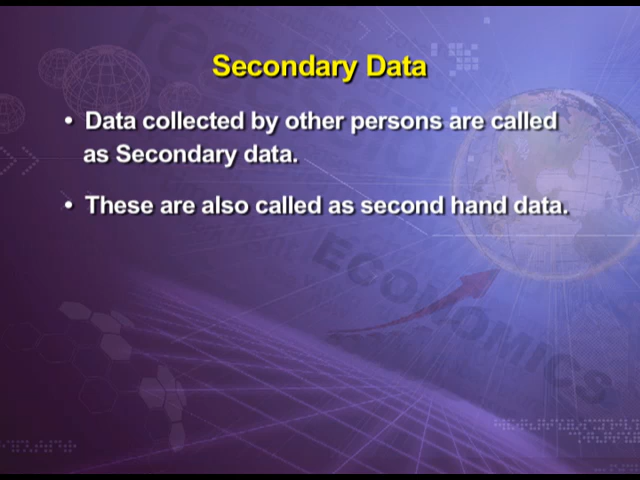 Secondary Data
• Data collected by other persons are called
as Secondary data.
• These are also called as second hand data.
ECONOMICS